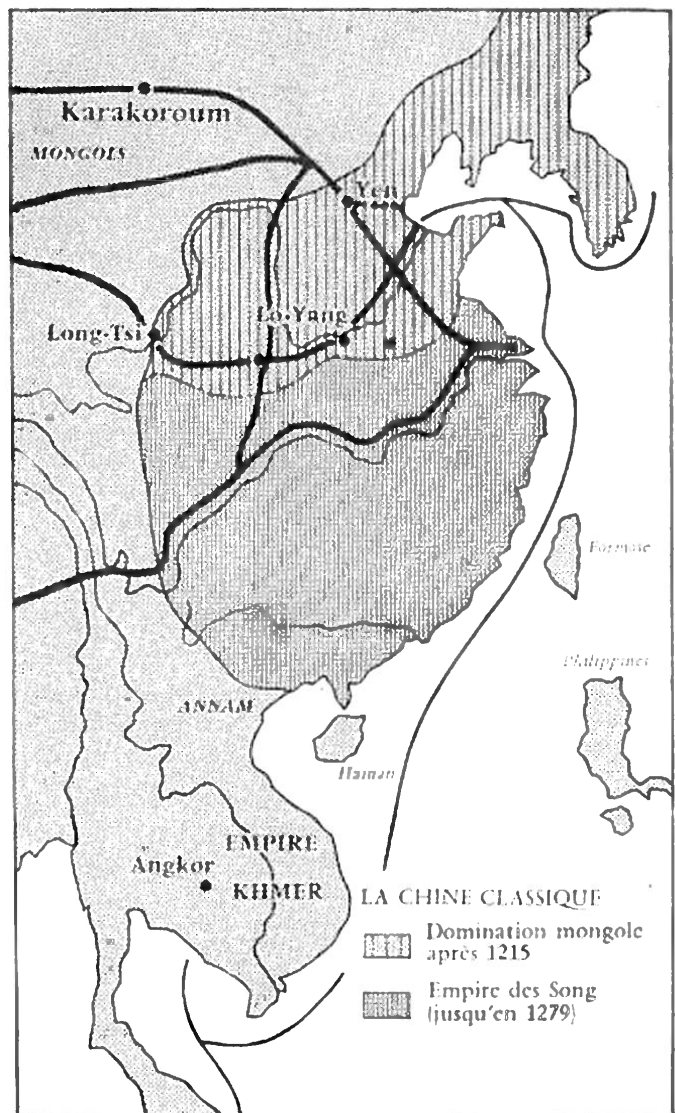 Karakoroum
MONGOLS
Yen
Lo-Yang
Long-Tsi
Formose
Philippines
ANNAM
Hainan
EMPIRE
Angkor
KHMER
LA CHINE CLASSIQUE
Domination mongole
après 1215
Empire des Song
(jusqu'en 1279)